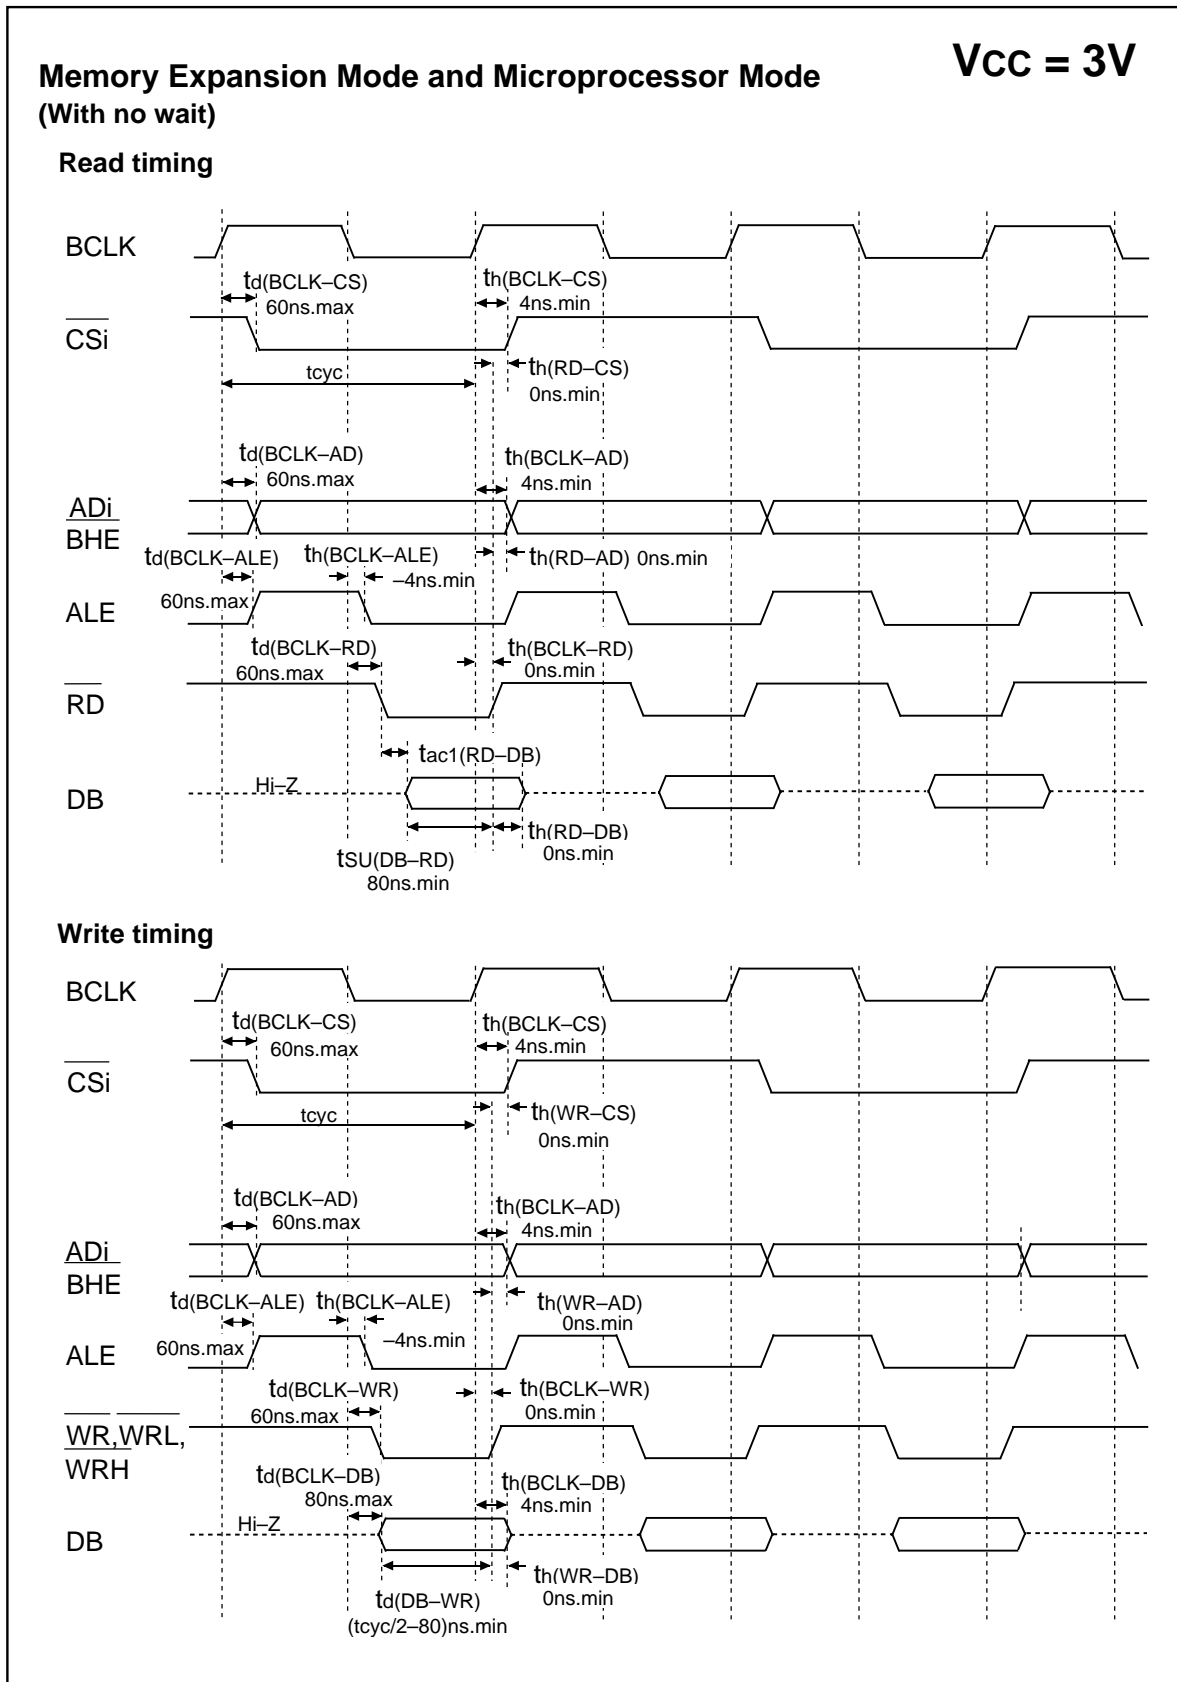 VCC = 3V
Memory Expansion Mode and Microprocessor Mode
(With no wait)
Read timing
BCLK
td(BCLK–CS)
60ns.max
th(BCLK–CS)
4ns.min
CSi
tcyc
th(RD–CS)
0ns.min
td(BCLK–AD)
60ns.max
th(BCLK–AD)
4ns.min
ADi
BHE
td(BCLK–ALE)
60ns.max
th(BCLK–ALE)
–4ns.min
th(RD–AD) 0ns.min
ALE
td(BCLK–RD)
60ns.max
th(BCLK–RD)
0ns.min
RD
tac1(RD–DB)
Hi–Z
DB
th(RD–DB)
0ns.min
tSU(DB–RD)
80ns.min
Write timing
BCLK
td(BCLK–CS)
60ns.max
th(BCLK–CS)
4ns.min
CSi
tcyc
th(WR–CS)
0ns.min
td(BCLK–AD)
60ns.max
th(BCLK–AD)
4ns.min
ADi
BHE
td(BCLK–ALE)
60ns.max
th(BCLK–ALE)
–4ns.min
th(WR–AD)
0ns.min
ALE
td(BCLK–WR)
60ns.max
th(BCLK–WR)
0ns.min
WR,WRL,
WRH
td(BCLK–DB)
80ns.max
th(BCLK–DB)
4ns.min
Hi–Z
DB
td(DB–WR)
(tcyc/2–80)ns.min
th(WR–DB)
0ns.min